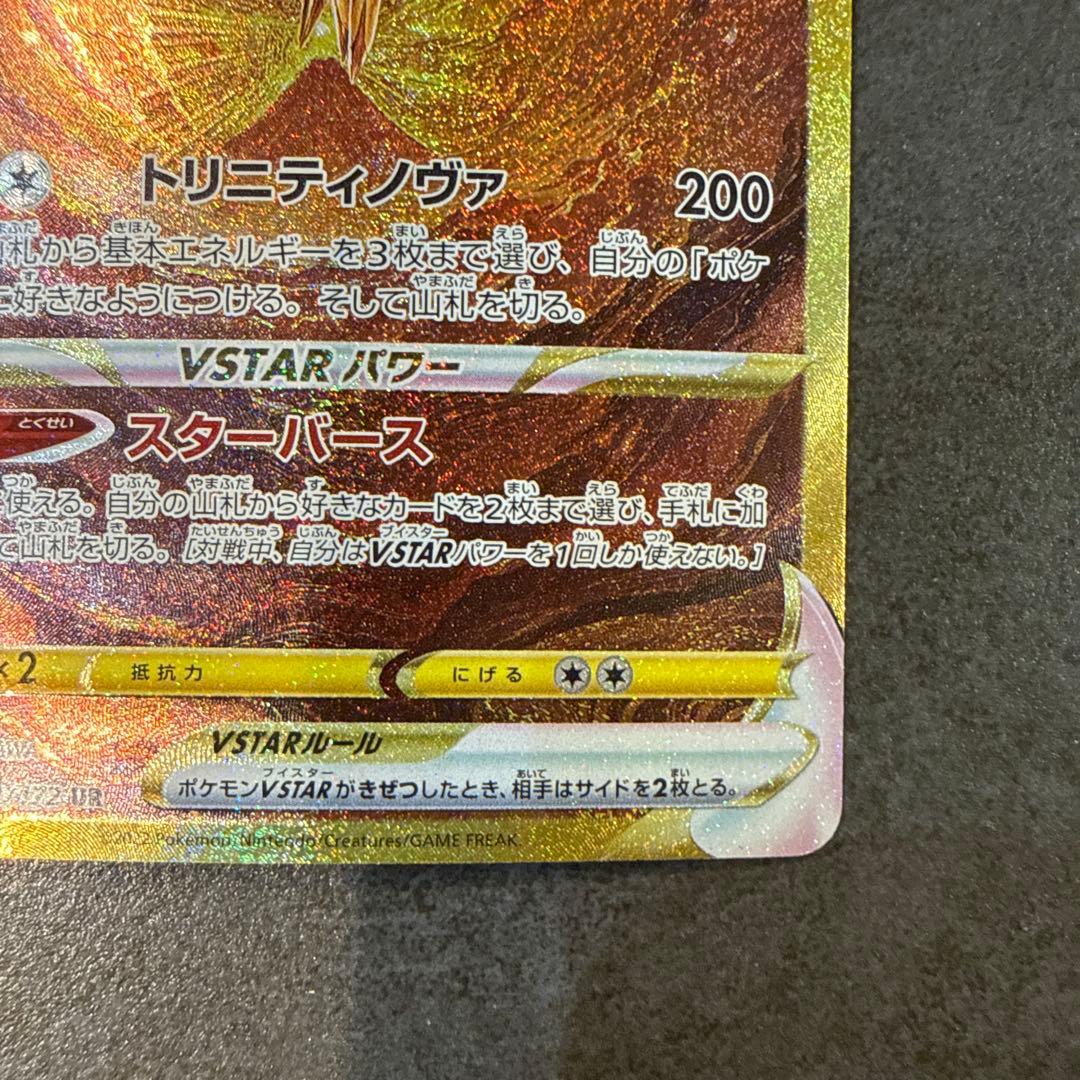 トリニティノヴァ 200
札から基本エネルギーを3枚まで選び、自分の「ポケ
好きなようにつける。そして山札を切る。
VSTARパワー
とくせい スターバース
使える。自分の山札から好きなカードを2枚まで選び、手札に加
て山札を切る。[対戦中、自分はVSTARパワーを1回しか使えない。]
×2 抵抗力 にげる
VSTARルール
ポケモンVSTARがきぜつしたとき、相手はサイドを2枚とる。
UR
©2022 Pokémon/Nintendo/Creatures/GAME FREAK.